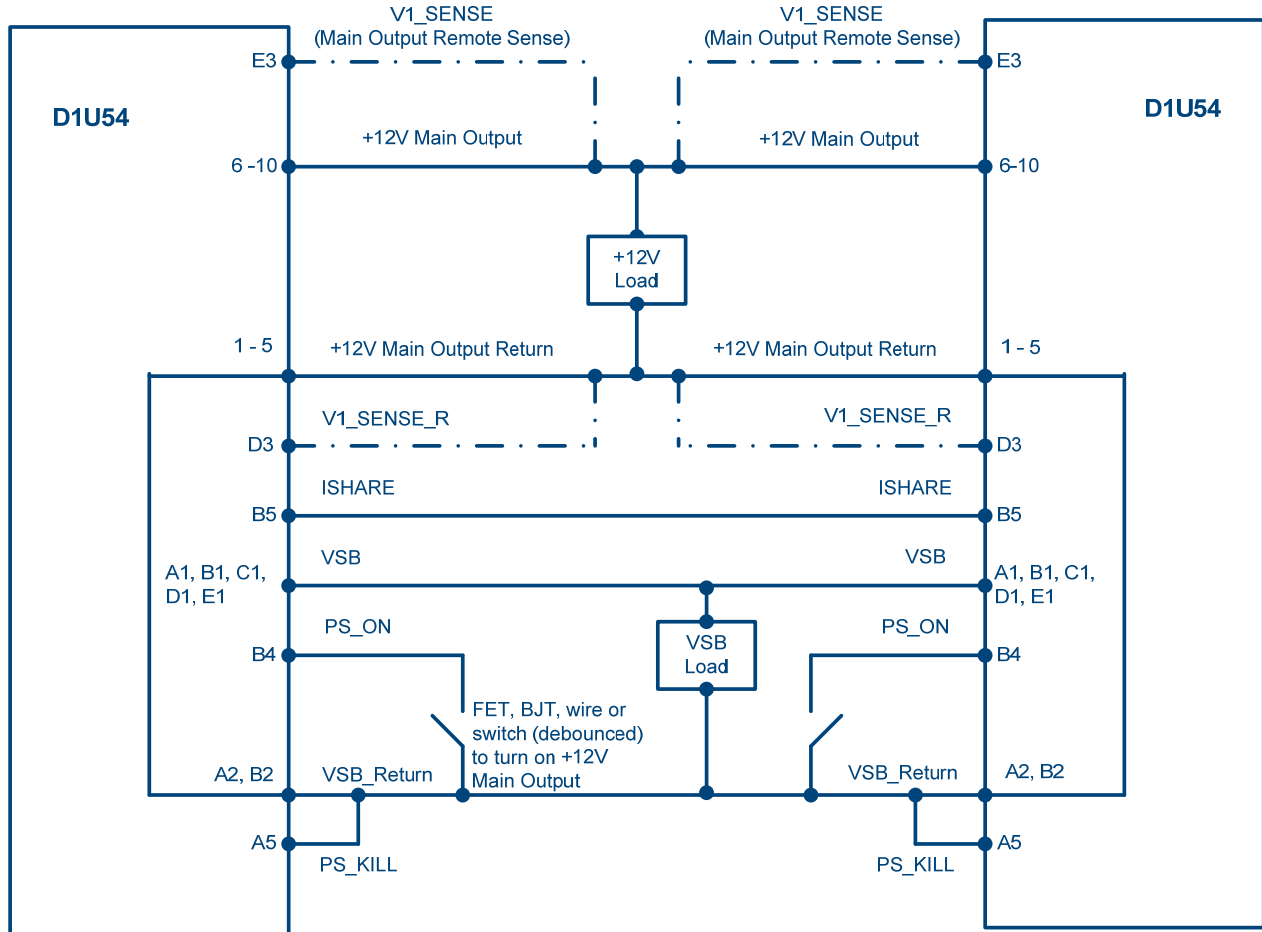 V1_SENSE
(Main Output Remote Sense)
V1_SENSE
(Main Output Remote Sense)
E3
E3
D1U54
D1U54
+12V Main Output
+12V Main Output
6 -10
6-10
+12V
Load
1 - 5
+12V Main Output Return
+12V Main Output Return
1 - 5
V1_SENSE_R
V1_SENSE_R
D3
D3
ISHARE
ISHARE
B5
B5
VSB
VSB
A1, B1, C1,
D1, E1
A1, B1, C1,
D1, E1
PS_ON
PS_ON
B4
B4
VSB
Load
FET, BJT, wire or
switch (debounced)
to turn on +12V
Main Output
A2, B2
VSB_Return
VSB_Return
A2, B2
A5
A5
PS_KILL
PS_KILL